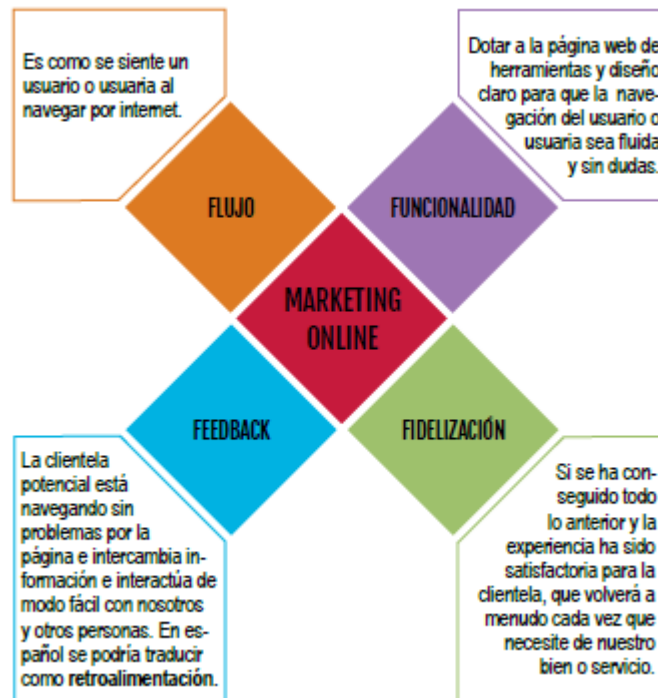 Es como se siente un
usuario o usuaria al
navegar por internet.
Dotar a la página web de
herramientas y diseño
claro para que la nave-
gación del usuario o
usuaria sea fluida
y sin dudas.
FLUJO
FUNCIONALIDAD
MARKETING
ONLINE
FEEDBACK
FIDELIZACIÓN
La clientela
potencial está
navegando sin
problemas por la
página e intercambia in-
formación e interactúa de
modo fácil con nosotros
y otros personas. En es-
pañol se podría traducir
como retroalimentación.
Si se ha con-
seguido todo
lo anterior y la
experiencia ha sido
satisfactoria para la
clientela, que volverá a
menudo cada vez que
necesite de nuestro
bien o servicio.